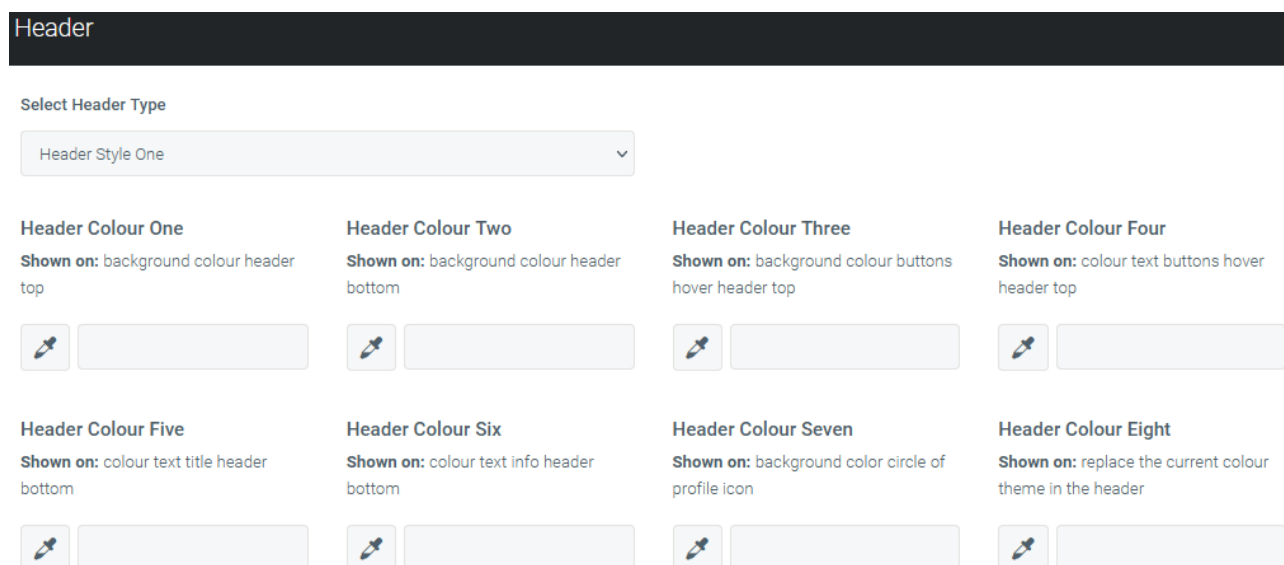 Header
Select Header Type
Header Style One
Header Colour One
Shown on: background colour header
top
Header Colour Two
Shown on: background colour header
bottom
Header Colour Three
Shown on: background colour buttons
hover header top
Header Colour Four
Shown on: colour text buttons hover
header top
Header Colour Five
Shown on: colour text title header
bottom
Header Colour Six
Shown on: colour text info header
bottom
Header Colour Seven
Shown on: background color circle of
profile icon
Header Colour Eight
Shown on: replace the current colour
theme in the header